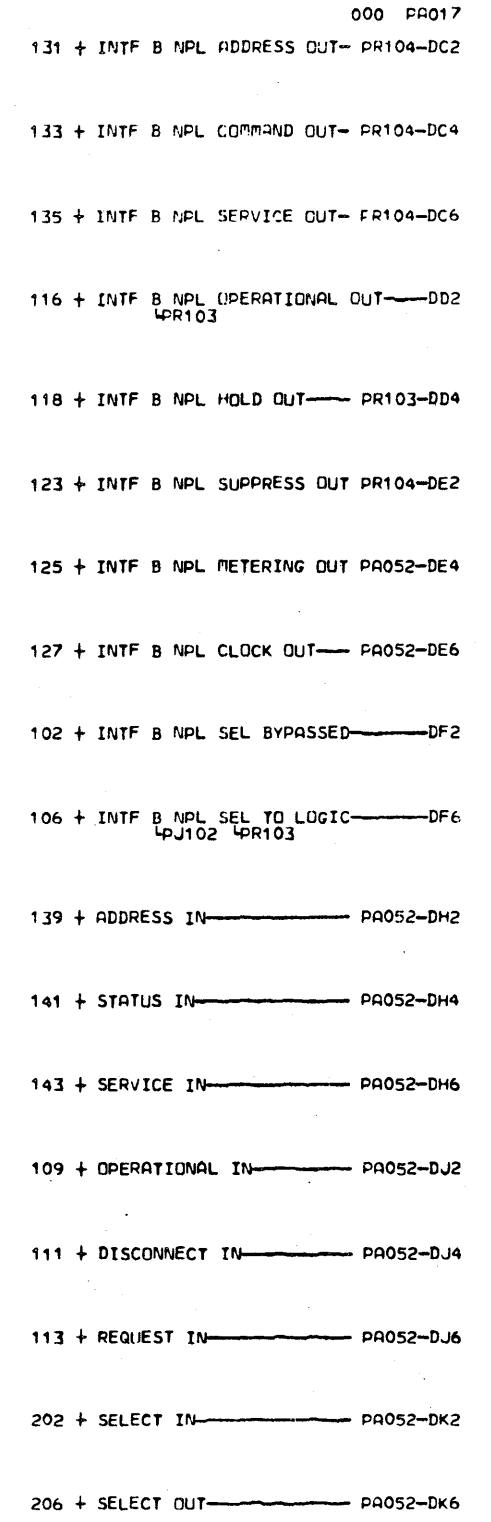 000 PA017
131 + INTF B NPL ADDRESS OUT— PR104-DC2
133 + INTF B NPL COMMAND OUT— PR104-DC4
135 + INTF B NPL SERVICE OUT— PR104-DC6
116 + INTF B NPL OPERATIONAL OUT——DD2
↳PR103
118 + INTF B NPL HOLD OUT—— PR103-DD4
123 + INTF B NPL SUPPRESS OUT PR104-DE2
125 + INTF B NPL METERING OUT PA052-DE4
127 + INTF B NPL CLOCK OUT—— PA052-DE6
102 + INTF B NPL SEL BYPASSED———DF2
106 + INTF B NPL SEL TO LOGIC———DF6
↳PJ102 ↳PR103
139 + ADDRESS IN————— PA052-DH2
141 + STATUS IN————— PA052-DH4
143 + SERVICE IN————— PA052-DH6
109 + OPERATIONAL IN———— PA052-DJ2
111 + DISCONNECT IN———— PA052-DJ4
113 + REQUEST IN————— PA052-DJ6
202 + SELECT IN————— PA052-DK2
206 + SELECT OUT————— PA052-DK6